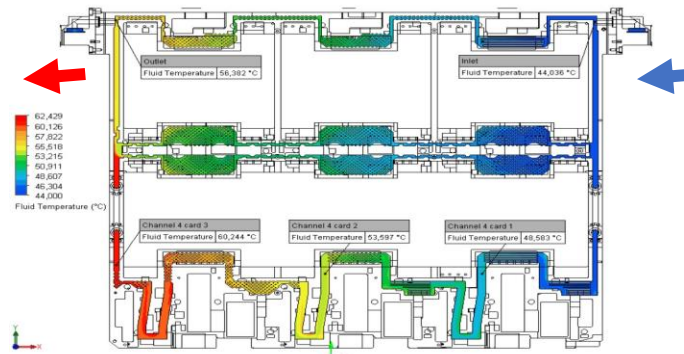 Outlet
Fluid Temperature 56,382 °C
Inlet
Fluid Temperature 44,036 °C
62,429
60,126
57,822
55,518
53,215
50,911
48,607
46,304
44,000
Fluid Temperature (°C)
Channel 4 card 3
Fluid Temperature 60,244 °C
Channel 4 card 2
Fluid Temperature 53,597 °C
Channel 4 card 1
Fluid Temperature 48,583 °C
Y
X